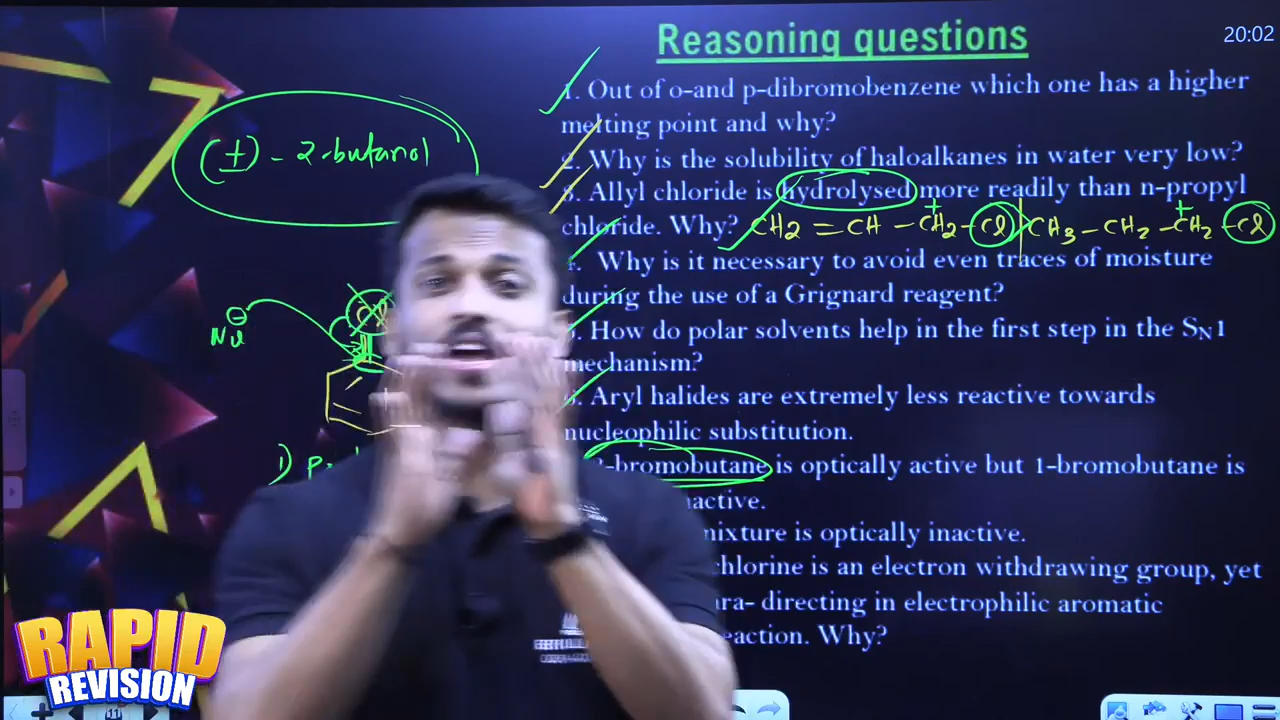 Reasoning questions
20:02
1. Out of o-and p-dibromobenzene which one has a higher
melting point and why?
2. Why is the solubility of haloalkanes in water very low?
3. Allyl chloride is hydrolysed more readily than n-propyl
chloride. Why?
CH2 = CH - CH2 - Cl
+
CH3 - CH2 - CH2 - Cl
+
4. Why is it necessary to avoid even traces of moisture
during the use of a Grignard reagent?
5. How do polar solvents help in the first step in the SN1
mechanism?
6. Aryl halides are extremely less reactive towards
nucleophilic substitution.
-bromobutane is optically active but 1-bromobutane is
mixture is optically inactive.
chlorine is an electron withdrawing group, yet
directing in electrophilic aromatic
Why?
(±) - 2-butanol
Nu
⊖
1) P
RAPID
REVISION
11